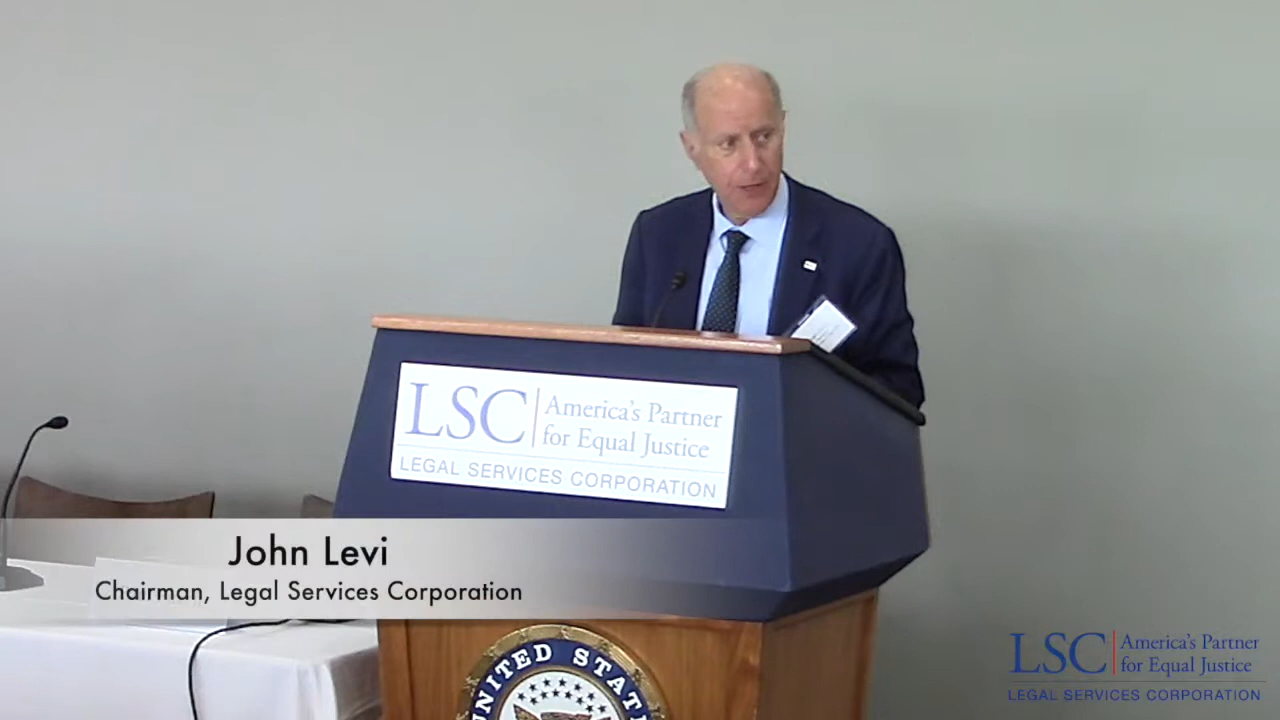 LSC
America's Partner
for Equal Justice
LEGAL SERVICES CORPORATION
John Levi
Chairman, Legal Services Corporation
UNITED STAT
LSC
America's Partner
for Equal Justice
LEGAL SERVICES CORPORATION